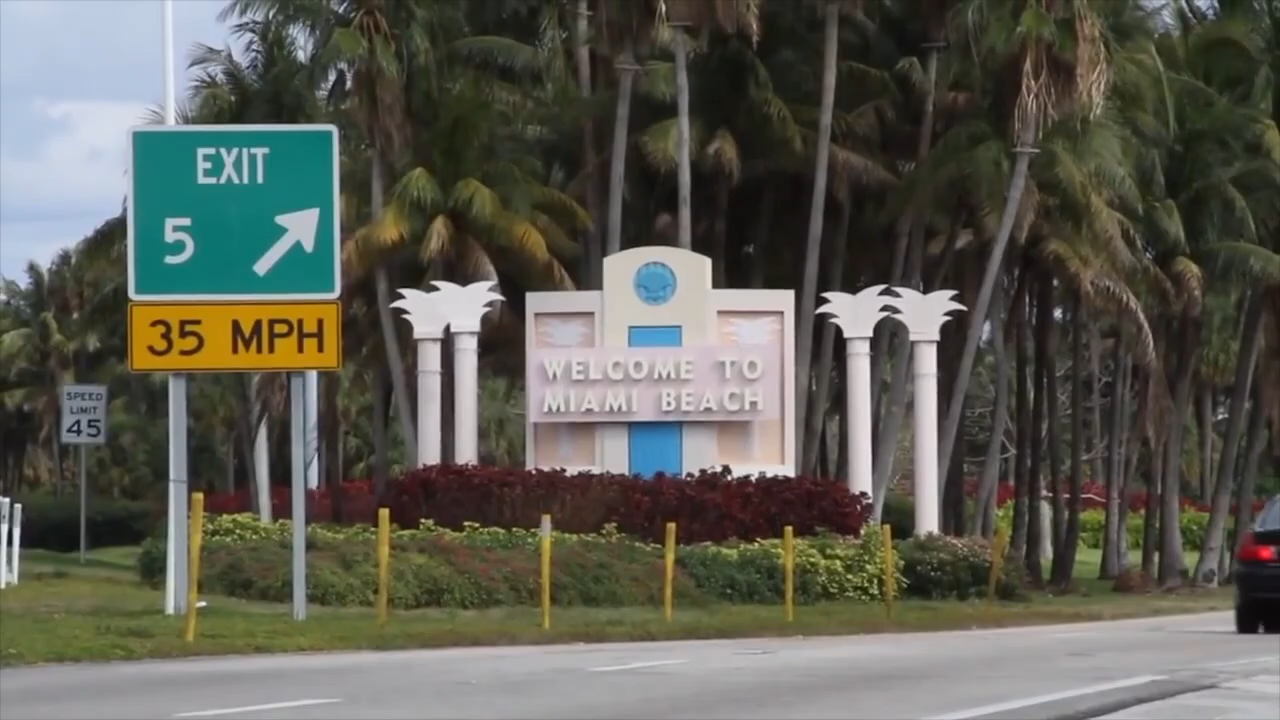 EXIT
5
35 MPH
SPEED
LIMIT
45
WELCOME TO
MIAMI BEACH